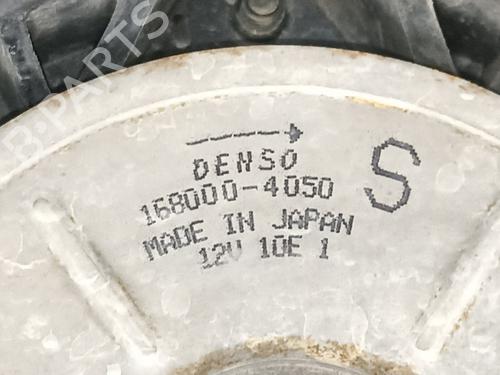 B-PARTS
DENSO
168000-4050
S
MADE IN JAPAN
12V 10E 1